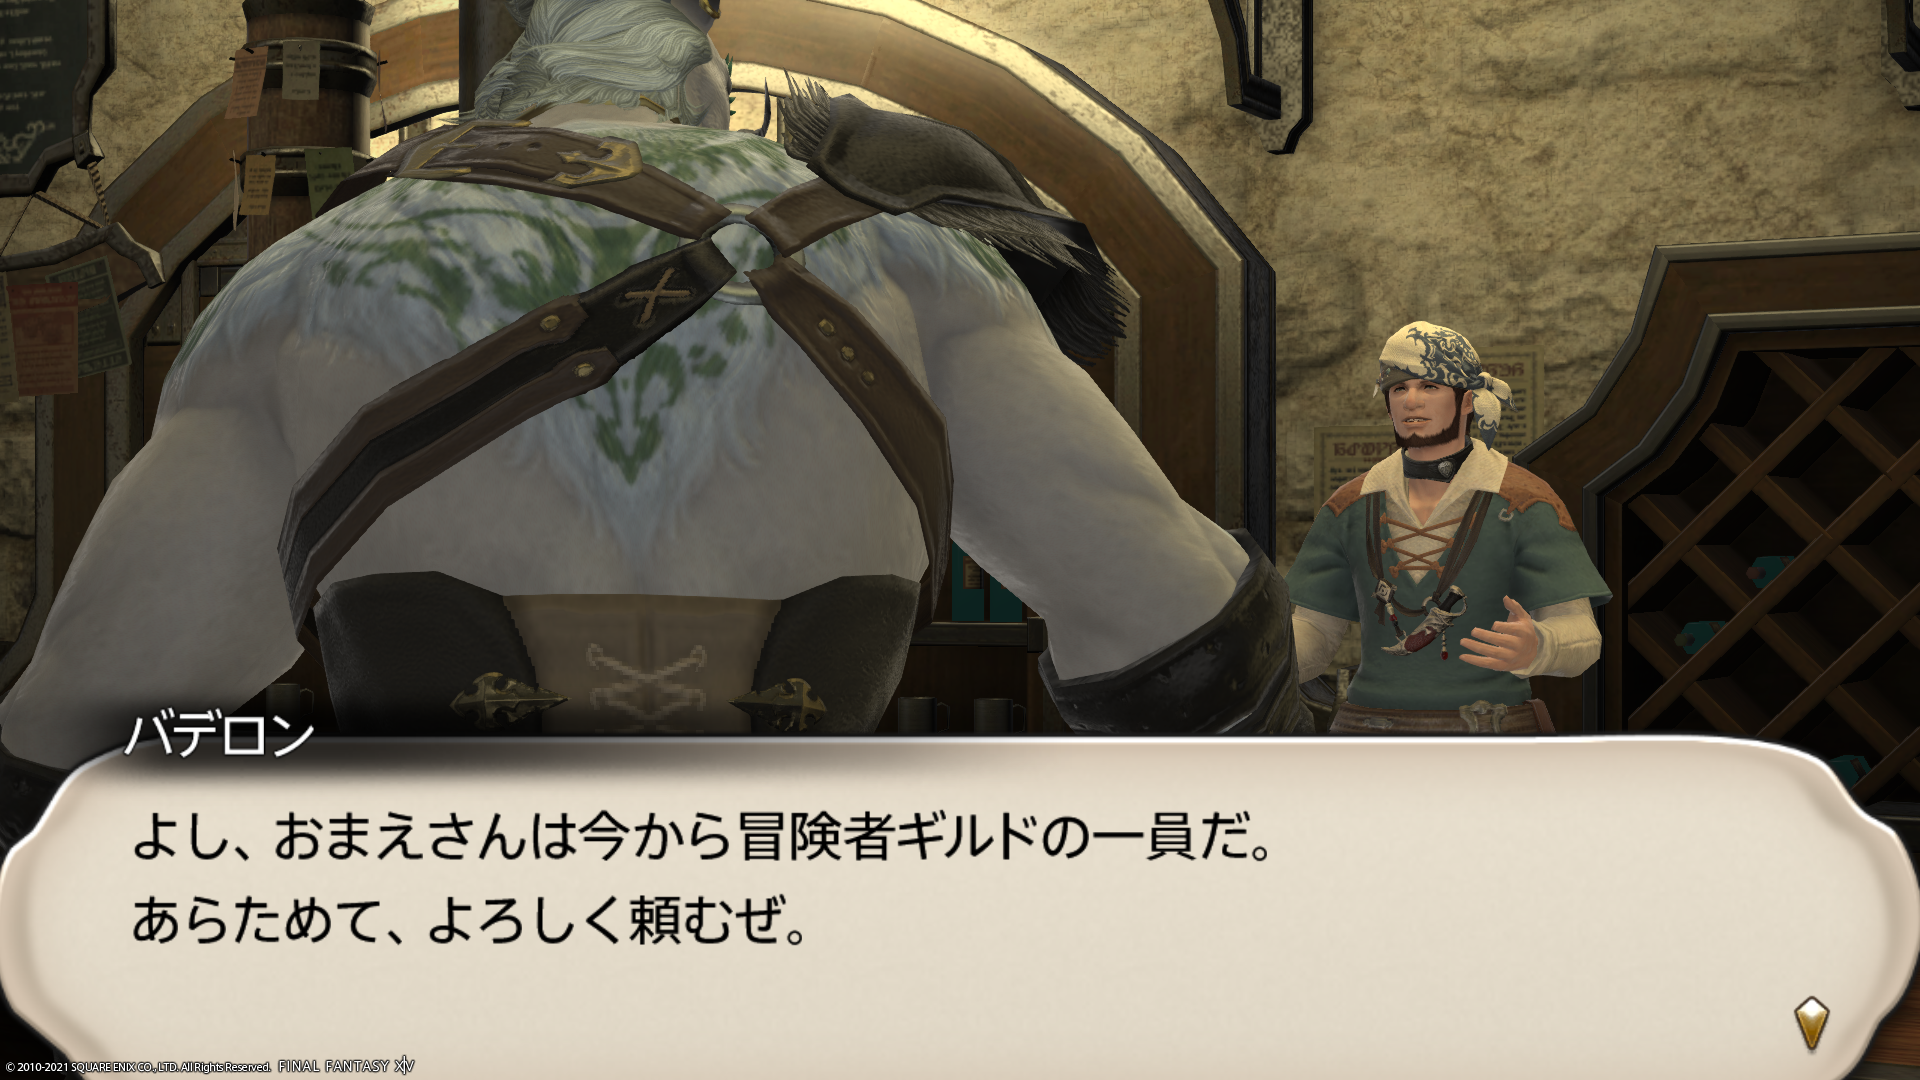 バデロン
よし、おまえさんは今から冒険者ギルドの一員だ。
あらためて、よろしく頼むぜ。
© 2010-2021 SQUARE ENIX CO., LTD. All Rights Reserved. FINAL FANTASY XIV